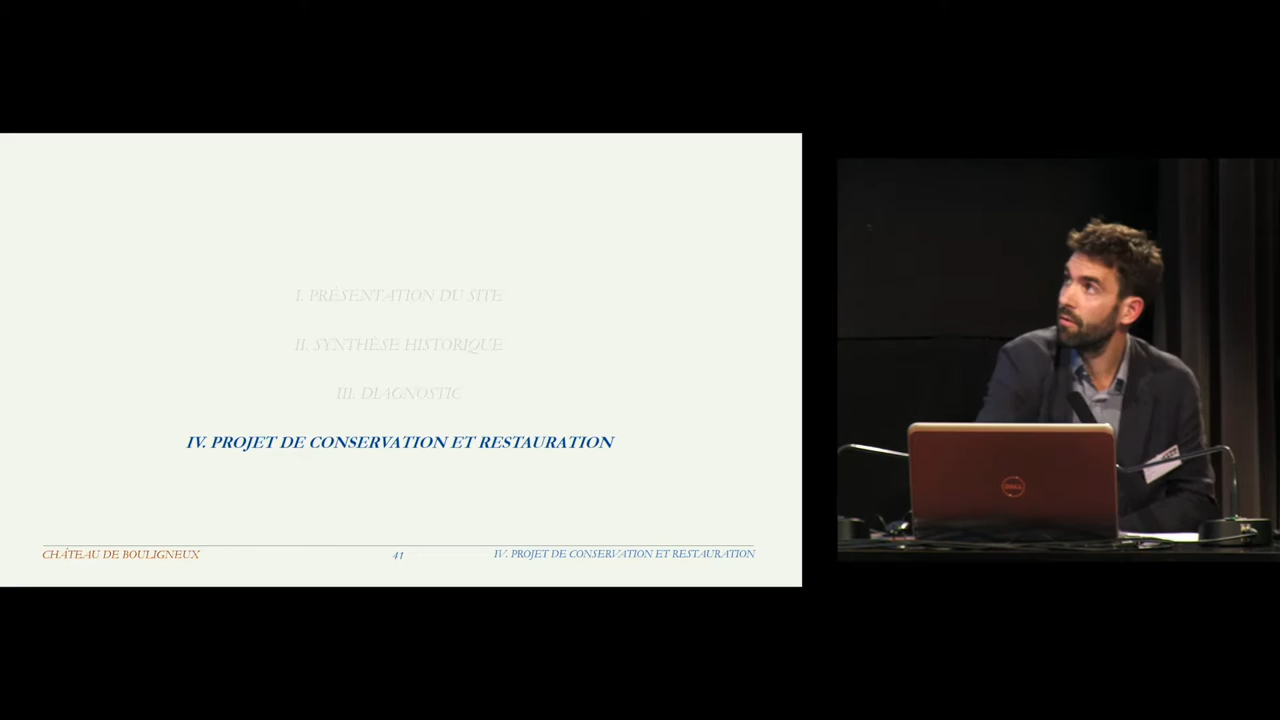 I. PRÉSENTATION DU SITE
II. SYNTHÈSE HISTORIQUE
III. DIAGNOSTIC
IV. PROJET DE CONSERVATION ET RESTAURATION
CHÂTEAU DE BOULIGNEUX
41
IV. PROJET DE CONSERVATION ET RESTAURATION
DELL